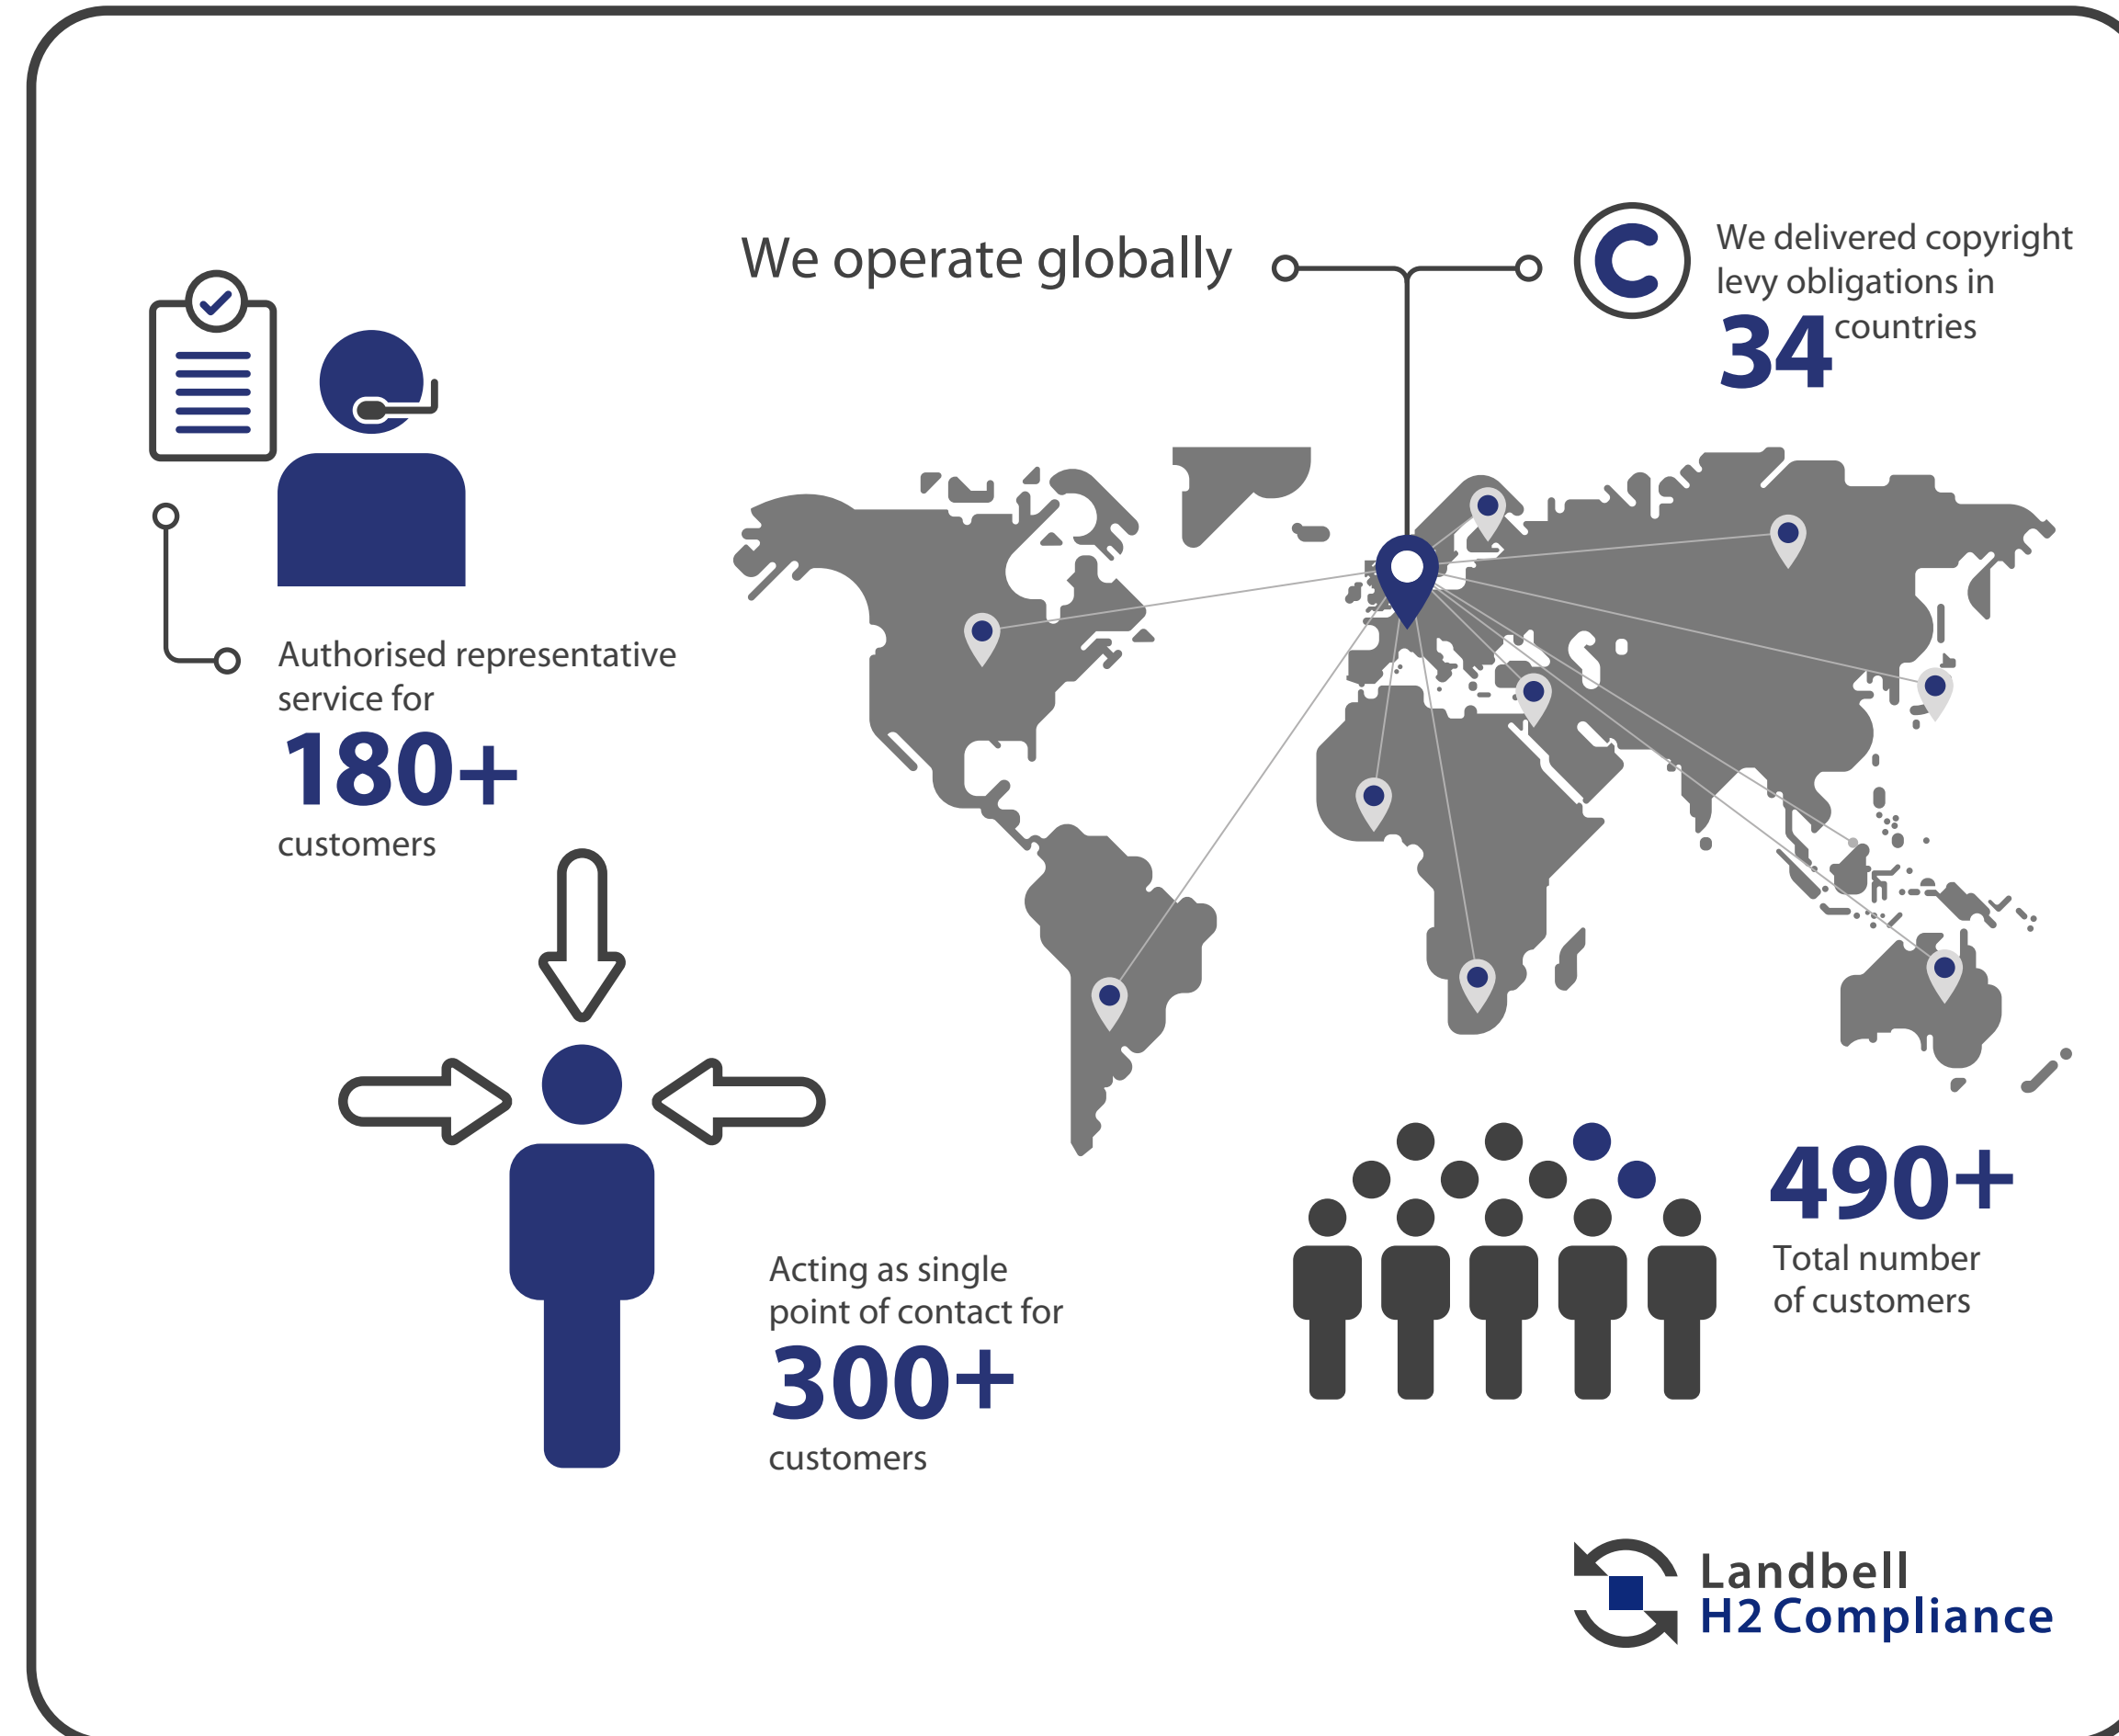 We operate globally
We delivered copyright
levy obligations in
34 countries
Authorised representative
service for
180+
customers
Acting as single
point of contact for
300+
customers
490+
Total number
of customers
Landbell
H2 Compliance